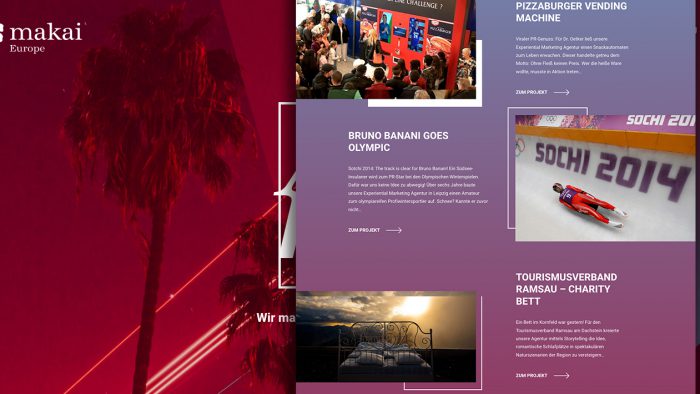 makai
Europe
Wir ma
CHALLENGE ?
PIZZABURGER VENDING
MACHINE
Viraler PR-Genuss: Für Dr. Oetker ließ unsere
Experiential Marketing Agentur einen Snackautomaten
zum Leben erwachen. Dieser handelte getreu dem
Motto: Ohne Fleiß keinen Preis. Wer die heiße Ware
wollte, musste in Aktion treten...
ZUM PROJEKT
BRUNO BANANI GOES
OLYMPIC
Sotchi 2014: The track is clear for Bruno Banani! Ein Südsee-
Insulaner wird zum PR-Star bei den Olympischen Winterspielen.
Dafür war uns keine Idee zu abwegig! Über sechs Jahre baute
unsere Experiential Marketing Agentur in Leipzig einen Amateur
zum olympiareifen Profiwintersportler auf. Schnee? Kannte er zuvor
nicht...
ZUM PROJEKT
SOCHI 201
SOCHI 2014
TOURISMUSVERBAND
RAMSAU – CHARITY
BETT
Ein Bett im Kornfeld war gestern! Für den
Tourismusverband Ramsau am Dachstein kreierte
unsere Agentur mittels Storytelling die Idee,
romantische Schlafplätze in spektakulären
Naturszenarien der Region zu versteigern...
ZUM PROJEKT